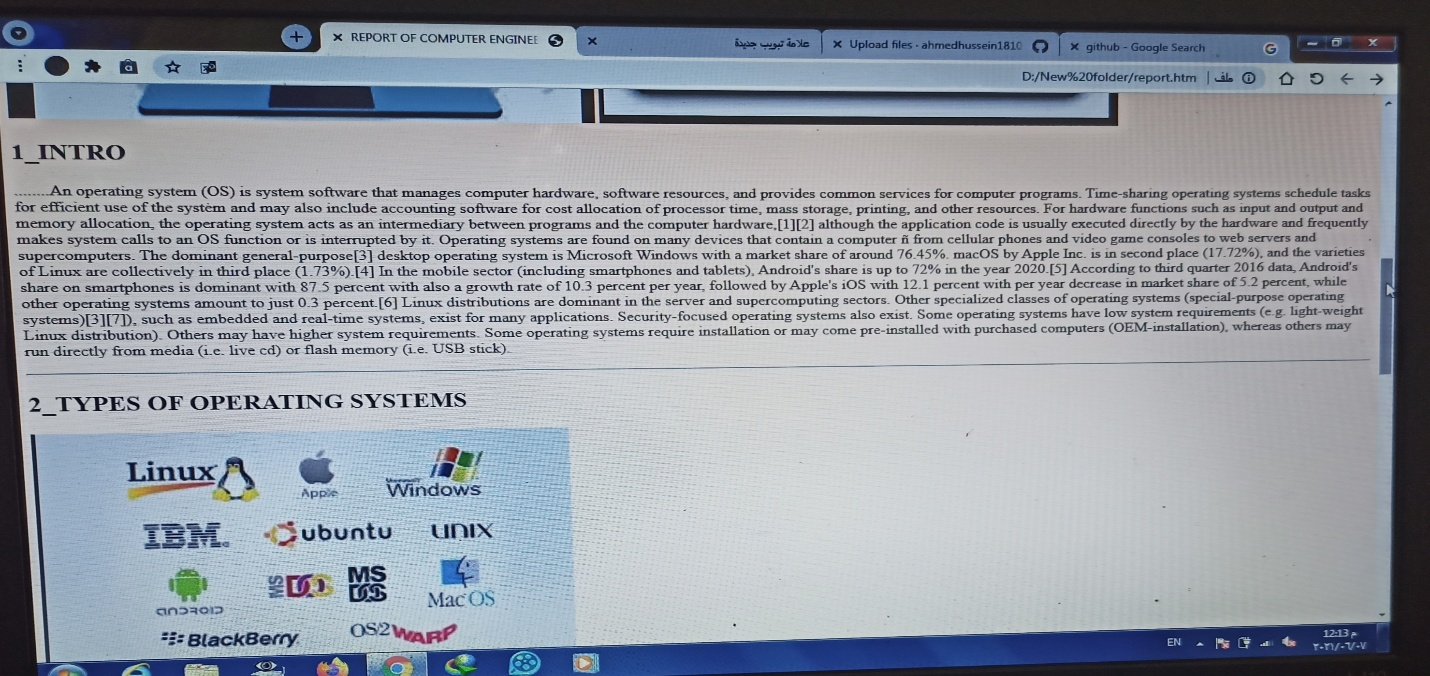 REPORT OF COMPUTER ENGINEE
علامة تبويب جديدة
Upload files · ahmedhussein1810
github - Google Search
D:/New%20folder/report.htm | ملف
1_INTRO
........An operating system (OS) is system software that manages computer hardware, software resources, and provides common services for computer programs. Time-sharing operating systems schedule tasks
for efficient use of the system and may also include accounting software for cost allocation of processor time, mass storage, printing, and other resources. For hardware functions such as input and output and
memory allocation, the operating system acts as an intermediary between programs and the computer hardware,[1][2] although the application code is usually executed directly by the hardware and frequently
makes system calls to an OS function or is interrupted by it. Operating systems are found on many devices that contain a computer ñ from cellular phones and video game consoles to web servers and
supercomputers. The dominant general-purpose[3] desktop operating system is Microsoft Windows with a market share of around 76.45%. macOS by Apple Inc. is in second place (17.72%), and the varieties
of Linux are collectively in third place (1.73%).[4] In the mobile sector (including smartphones and tablets), Android's share is up to 72% in the year 2020.[5] According to third quarter 2016 data, Android's
share on smartphones is dominant with 87.5 percent with also a growth rate of 10.3 percent per year, followed by Apple's iOS with 12.1 percent with per year decrease in market share of 5.2 percent, while
other operating systems amount to just 0.3 percent.[6] Linux distributions are dominant in the server and supercomputing sectors. Other specialized classes of operating systems (special-purpose operating
systems)[3][7]), such as embedded and real-time systems, exist for many applications. Security-focused operating systems also exist. Some operating systems have low system requirements (e.g. light-weight
Linux distribution). Others may have higher system requirements. Some operating systems require installation or may come pre-installed with purchased computers (OEM-installation), whereas others may
run directly from media (i.e. live cd) or flash memory (i.e. USB stick).
2_TYPES OF OPERATING SYSTEMS
Linux
Apple
Microsoft Windows
IBM.
ubuntu
UNIX
ANDROID
MS DOS
MS DOS
Mac OS
BlackBerry
OS/2 WARP
EN
12:13 م
٢٠٢١/٠٦/٠٧